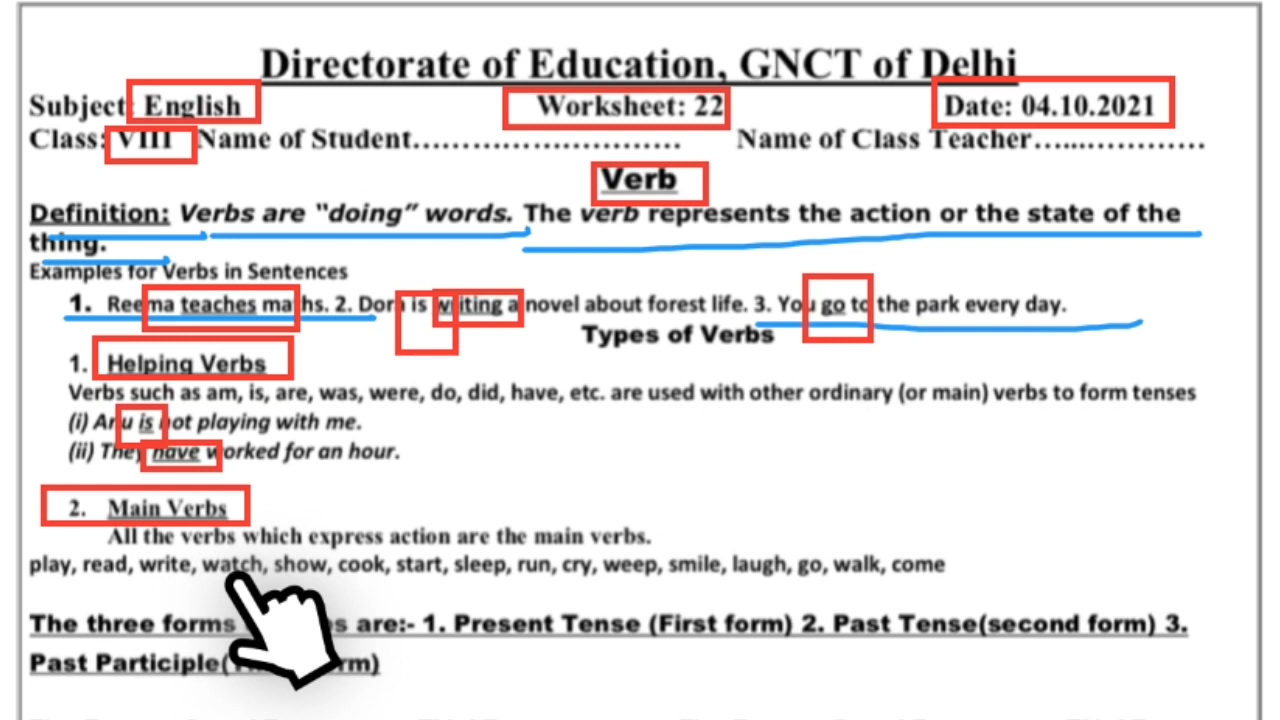 Directorate of Education, GNCT of Delhi
Subject: English Worksheet: 22 Date: 04.10.2021
Class: VIII Name of Student………………………… Name of Class Teacher…...…………
Verb
Definition: Verbs are “doing” words. The verb represents the action or the state of the
thing.
Examples for Verbs in Sentences
1. Reema teaches maths. 2. Dora is writing a novel about forest life. 3. You go to the park every day.
Types of Verbs
1. Helping Verbs
Verbs such as am, is, are, was, were, do, did, have, etc. are used with other ordinary (or main) verbs to form tenses
(i) Anu is not playing with me.
(ii) They have worked for an hour.
2. Main Verbs
All the verbs which express action are the main verbs.
play, read, write, watch, show, cook, start, sleep, run, cry, weep, smile, laugh, go, walk, come
The three forms are:- 1. Present Tense (First form) 2. Past Tense(second form) 3.
Past Participle(